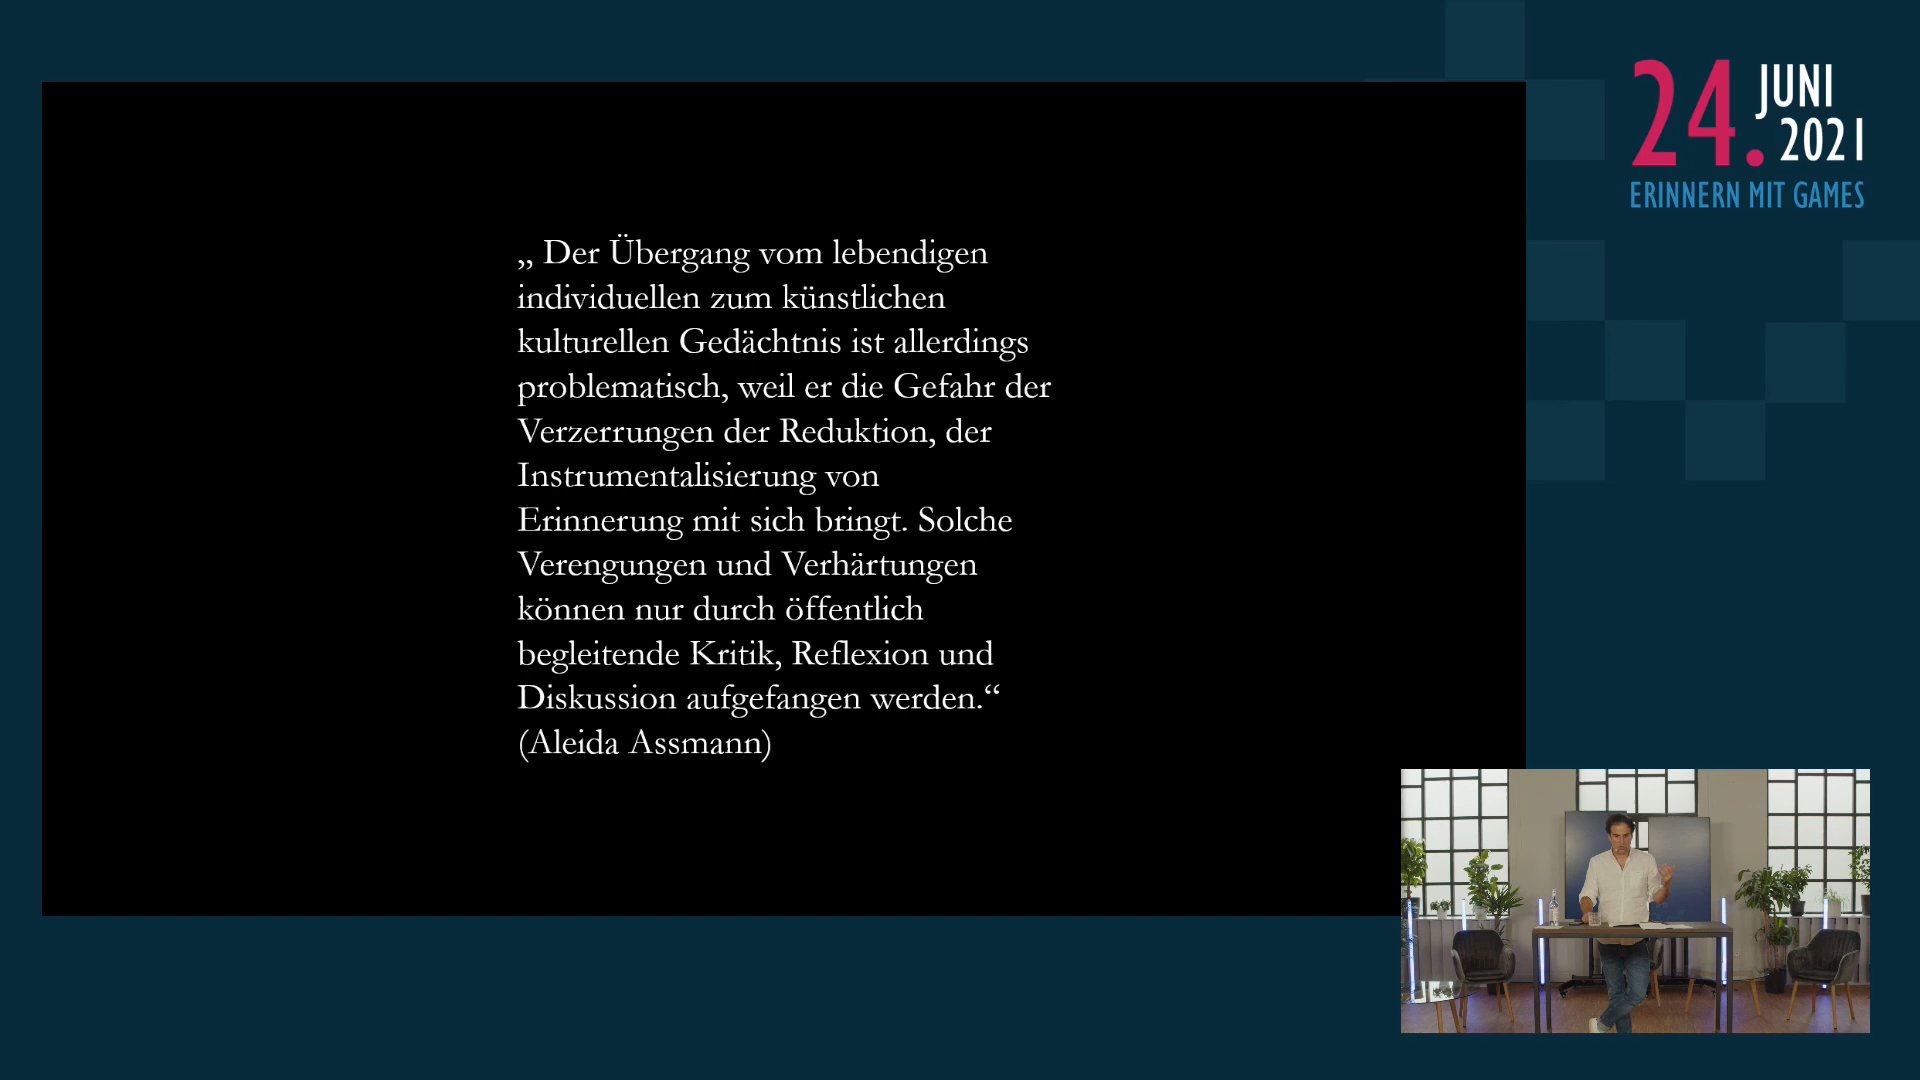 „ Der Übergang vom lebendigen
individuellen zum künstlichen
kulturellen Gedächtnis ist allerdings
problematisch, weil er die Gefahr der
Verzerrungen der Reduktion, der
Instrumentalisierung von
Erinnerung mit sich bringt. Solche
Verengungen und Verhärtungen
können nur durch öffentlich
begleitende Kritik, Reflexion und
Diskussion aufgefangen werden.“
(Aleida Assmann)
24. JUNI
2021
ERINNERN MIT GAMES